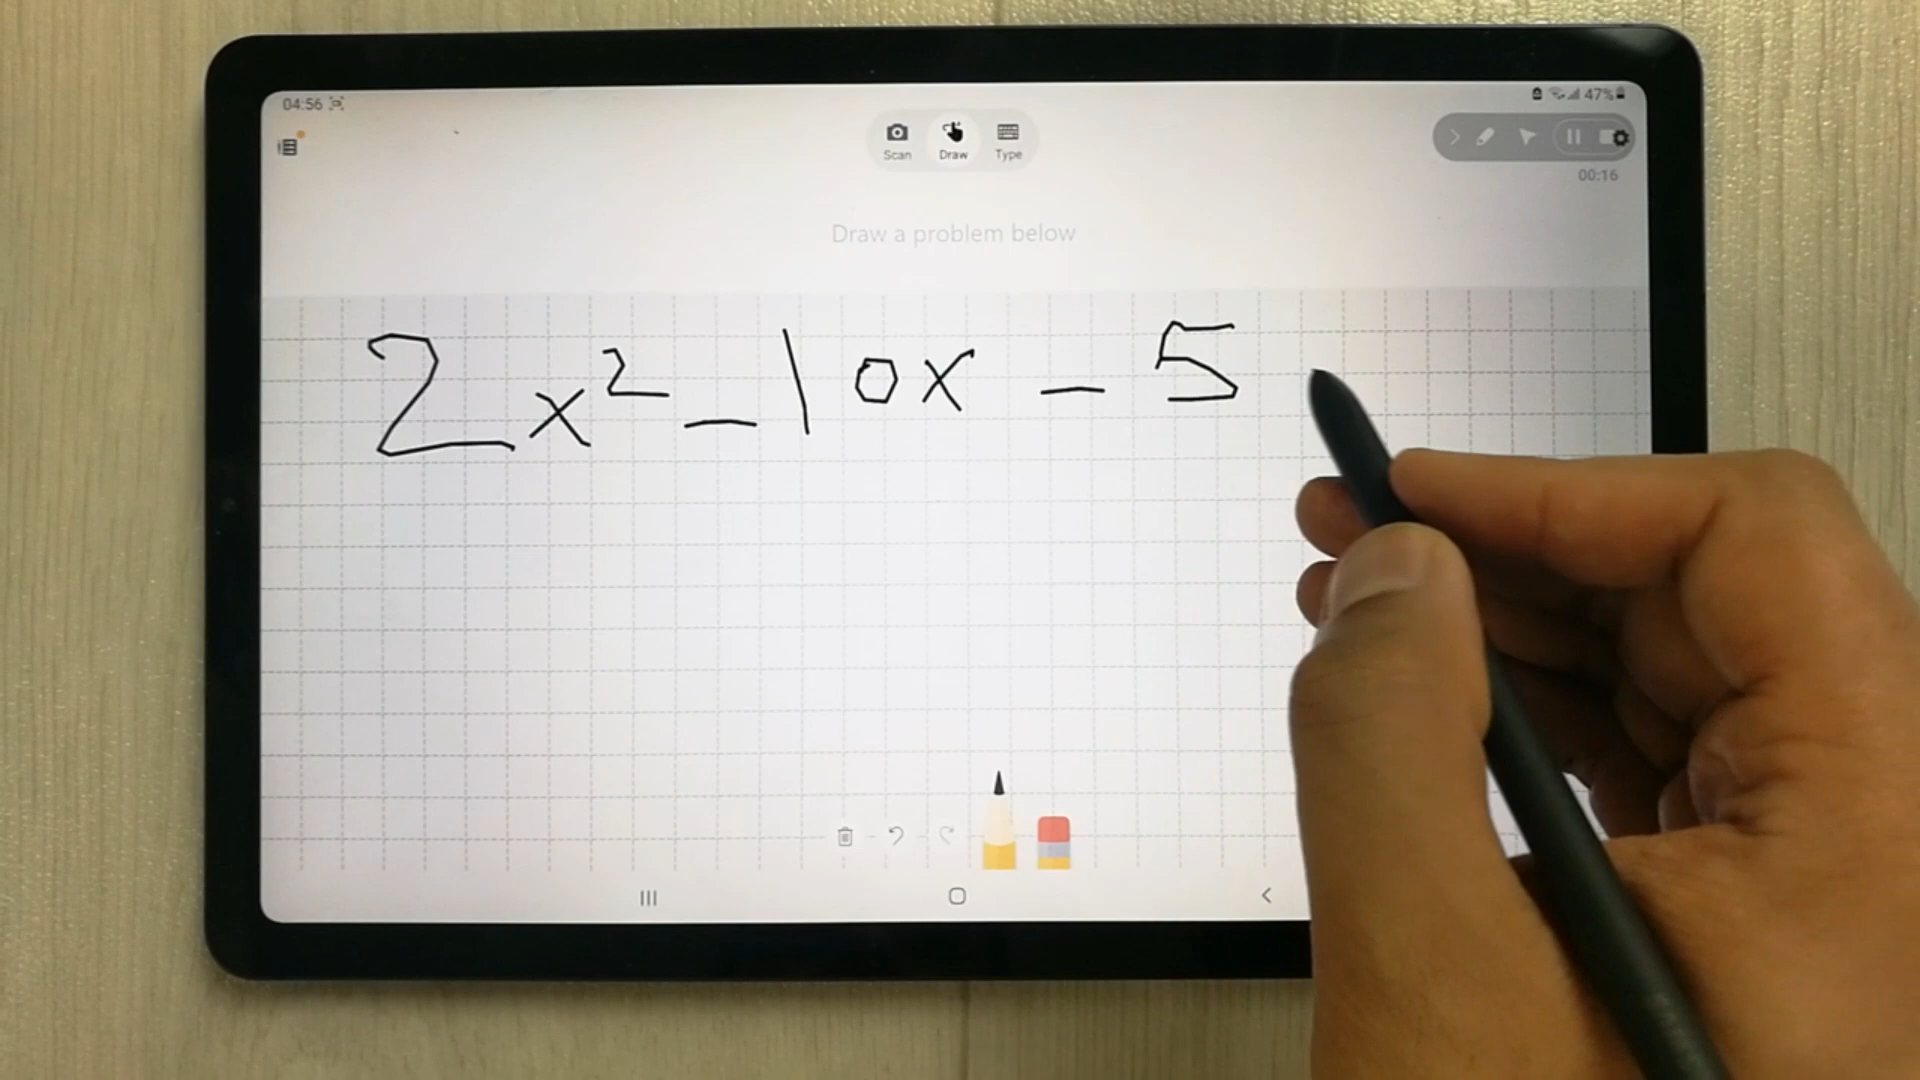 04:56 47%
Scan Draw Type
00:16
Draw a problem below
2x² - 10x - 5